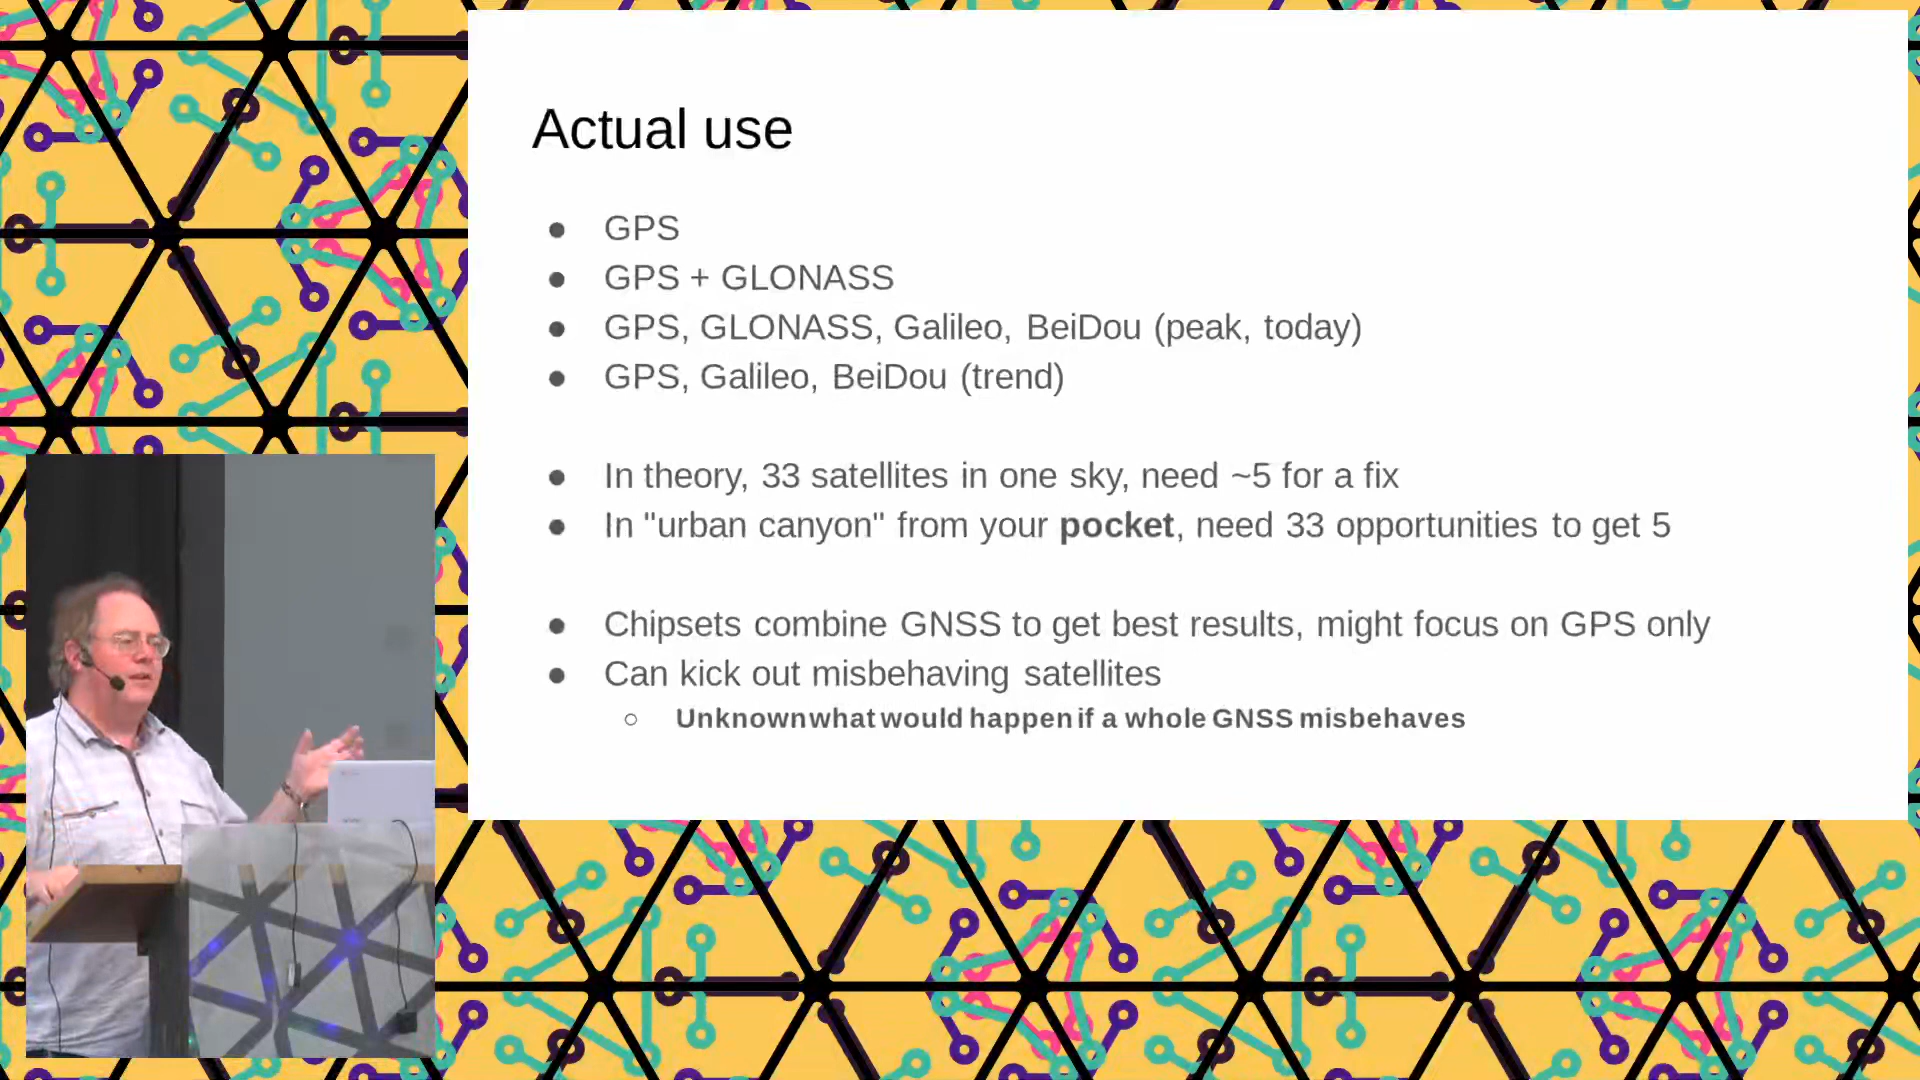 Actual use
● GPS
● GPS + GLONASS
● GPS, GLONASS, Galileo, BeiDou (peak, today)
● GPS, Galileo, BeiDou (trend)
● In theory, 33 satellites in one sky, need ~5 for a fix
● In "urban canyon" from your pocket, need 33 opportunities to get 5
● Chipsets combine GNSS to get best results, might focus on GPS only
● Can kick out misbehaving satellites
○ Unknown what would happen if a whole GNSS misbehaves